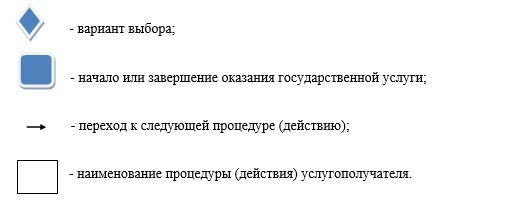 - вариант выбора;
- начало или завершение оказания государственной услуги;
- переход к следующей процедуре (действию);
- наименование процедуры (действия) услугополучателя.